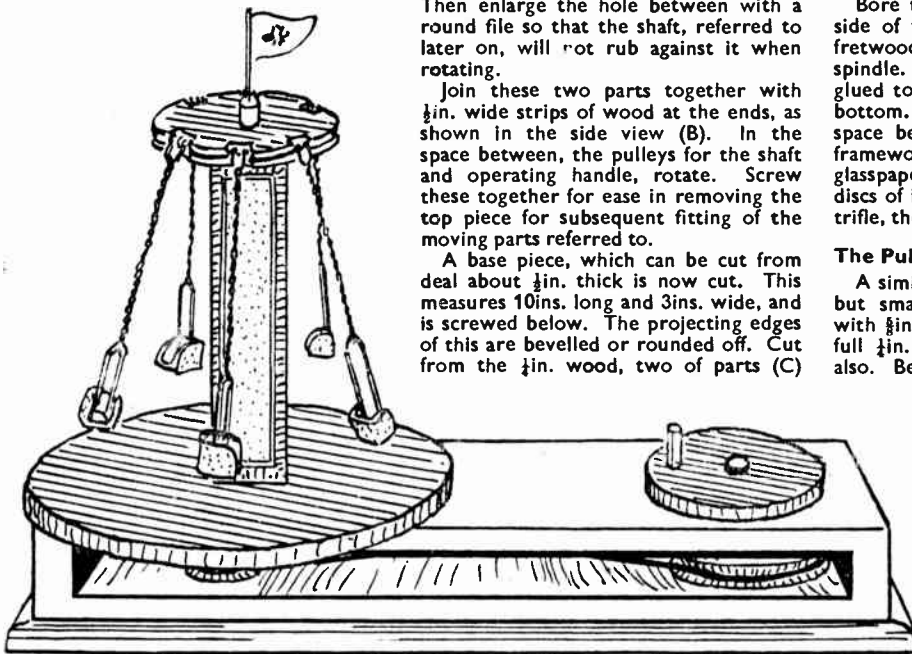 Then enlarge the hole between with a
round file so that the shaft, referred to
later on, will not rub against it when
rotating.
Join these two parts together with
½in. wide strips of wood at the ends, as
shown in the side view (B). In the
space between, the pulleys for the shaft
and operating handle, rotate. Screw
these together for ease in removing the
top piece for subsequent fitting of the
moving parts referred to.
A base piece, which can be cut from
deal about ½in. thick is now cut. This
measures 10ins. long and 3ins. wide, and
is screwed below. The projecting edges
of this are bevelled or rounded off. Cut
from the ¼in. wood, two of parts (C)
Bore
side of
fretwood
spindle.
glued to
bottom.
space be
framewo
glasspape
discs of
trifle, th
The Pul
A sim
but sma
with ⅝in
full ¼in.
also. Be